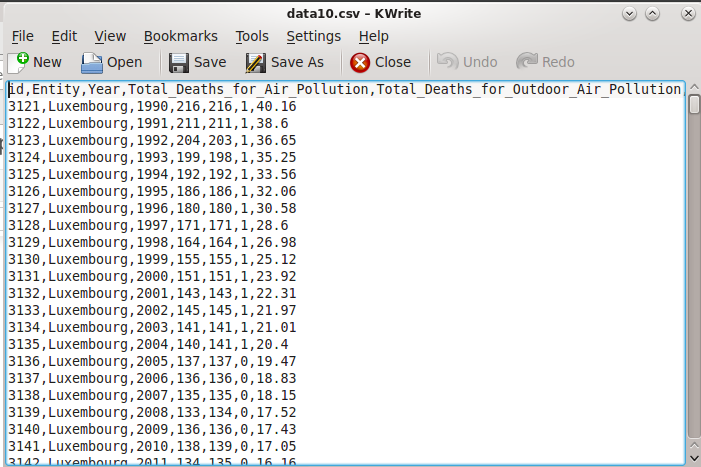 data10.csv – KWrite
File Edit View Bookmarks Tools Settings Help
New Open Save Save As Close Undo Redo
id,Entity,Year,Total_Deaths_for_Air_Pollution,Total_Deaths_for_Outdoor_Air_Pollution,
3121,Luxembourg,1990,216,216,1,40.16
3122,Luxembourg,1991,211,211,1,38.6
3123,Luxembourg,1992,204,203,1,36.65
3124,Luxembourg,1993,199,198,1,35.25
3125,Luxembourg,1994,192,192,1,33.56
3126,Luxembourg,1995,186,186,1,32.06
3127,Luxembourg,1996,180,180,1,30.58
3128,Luxembourg,1997,171,171,1,28.6
3129,Luxembourg,1998,164,164,1,26.98
3130,Luxembourg,1999,155,155,1,25.12
3131,Luxembourg,2000,151,151,1,23.92
3132,Luxembourg,2001,143,143,1,22.31
3133,Luxembourg,2002,145,145,1,21.97
3134,Luxembourg,2003,141,141,1,21.01
3135,Luxembourg,2004,140,141,1,20.4
3136,Luxembourg,2005,137,137,0,19.47
3137,Luxembourg,2006,136,136,0,18.83
3138,Luxembourg,2007,135,135,0,18.15
3139,Luxembourg,2008,133,134,0,17.52
3140,Luxembourg,2009,136,136,0,17.43
3141,Luxembourg,2010,138,139,0,17.05
3142,Luxembourg,2011,134,135,0,16.16